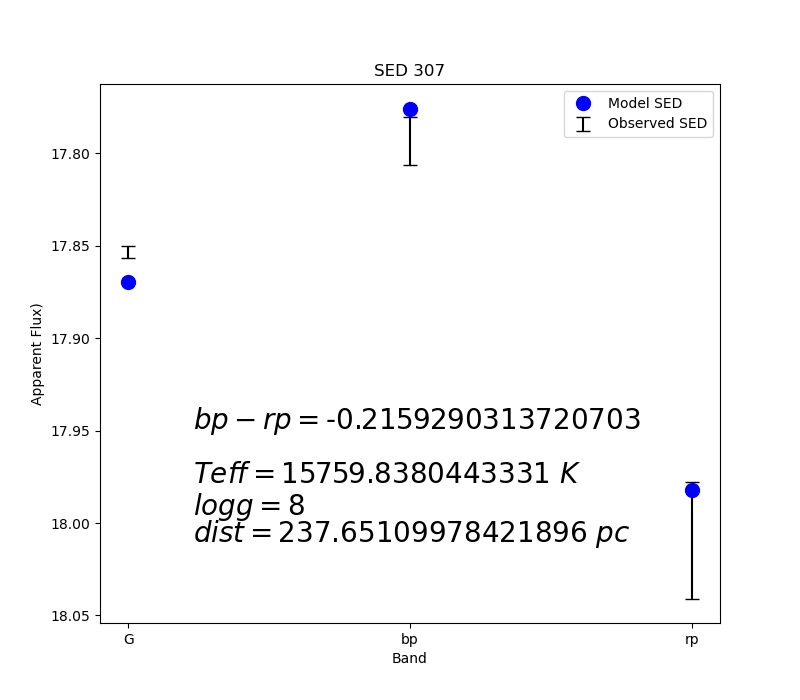 SED 307
Model SED
Observed SED
17.80
17.85
17.90
17.95
18.00
18.05
Apparent Flux)
bp − rp = -0.2159290313720703
Teff = 15759.8380443331 K
logg = 8
dist = 237.65109978421896 pc
G
bp
rp
Band